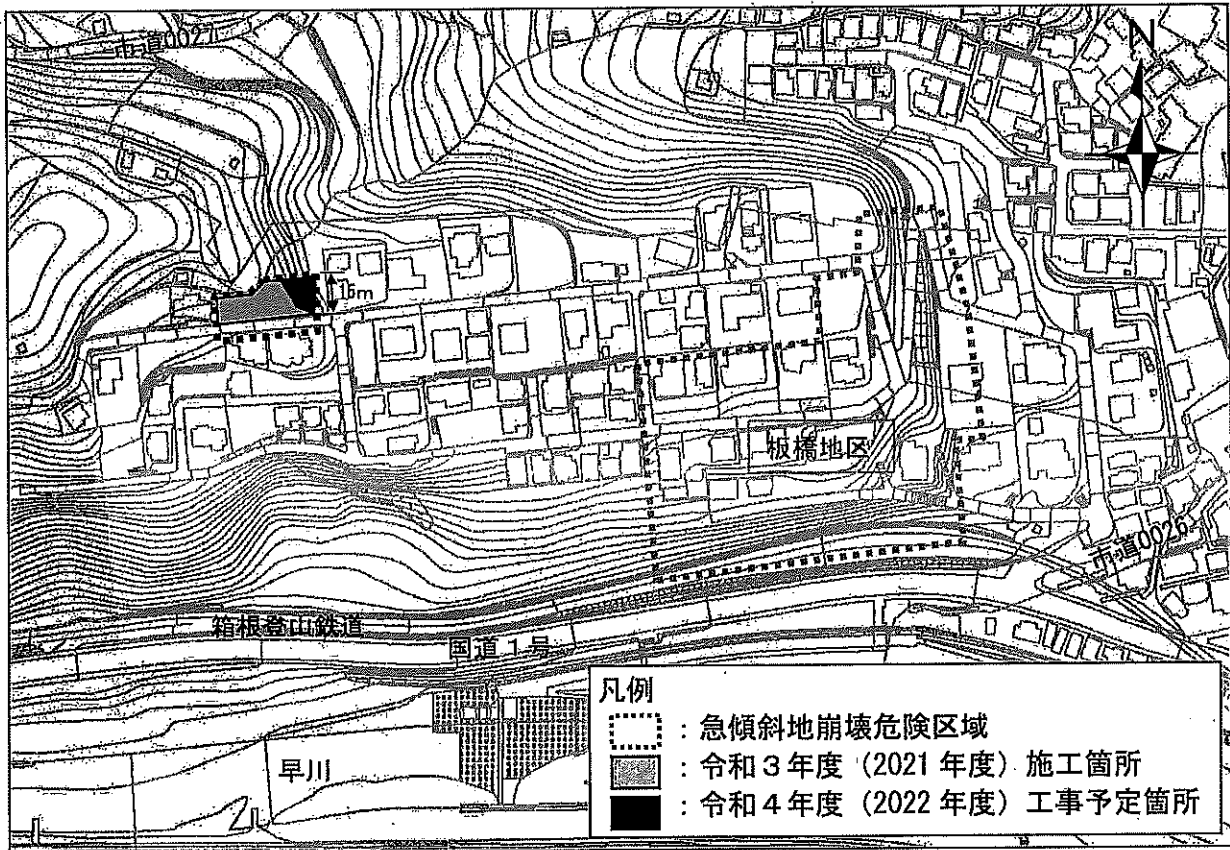 市道0027
N
15m
板橋地区
市道0026
箱根登山鉄道
国道1号
早川
凡例
：急傾斜地崩壊危険区域
：令和3年度（2021年度）施工箇所
：令和4年度（2022年度）工事予定箇所